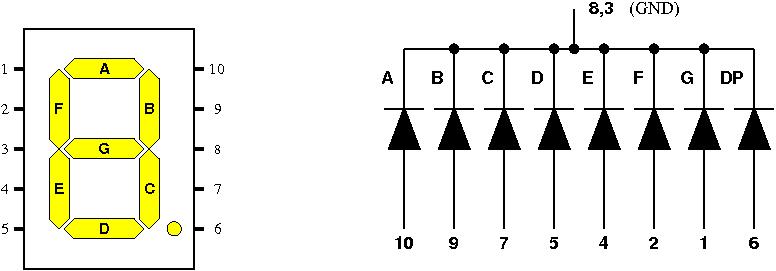 8,3 (GND)
1 A 10
A B C D E F G DP
2 F B 9
3 G 8
4 E C 7
5 D 6
10 9 7 5 4 2 1 6